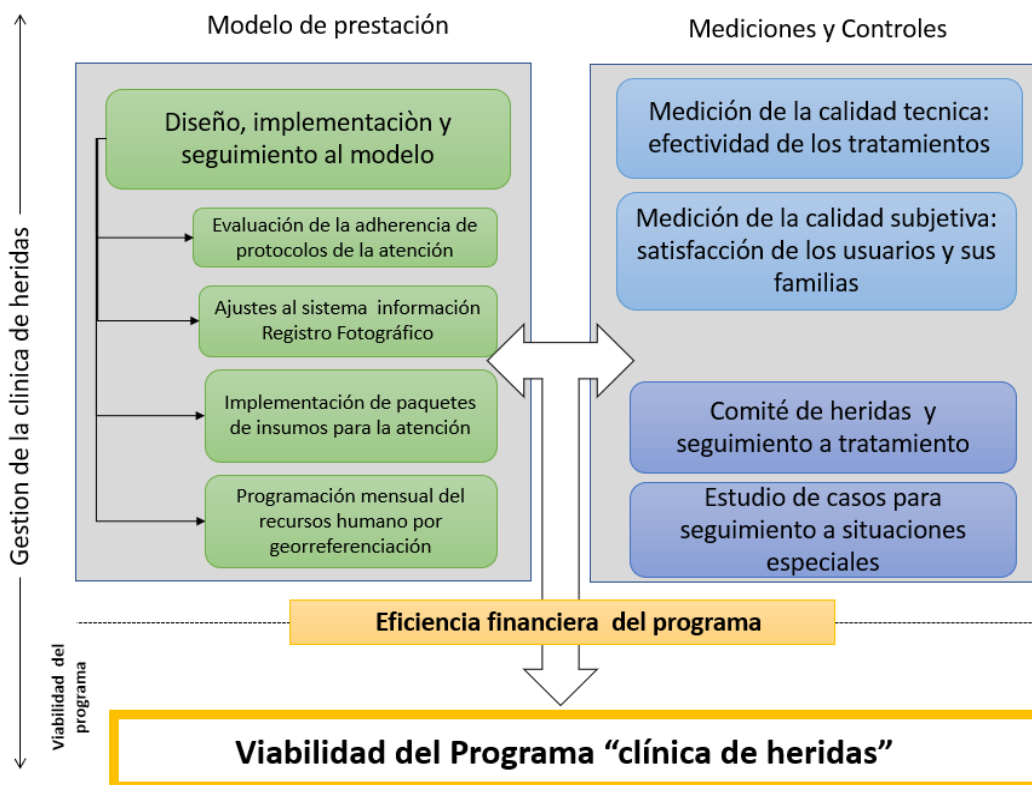 Modelo de prestación
Mediciones y Controles
Gestion de la clinica de heridas
Diseño, implementaciòn y
seguimiento al modelo
Evaluación de la adherencia de
protocolos de la atención
Ajustes al sistema información
Registro Fotográfico
Implementación de paquetes
de insumos para la atención
Programación mensual del
recursos humano por
georreferenciación
Medición de la calidad tecnica:
efectividad de los tratamientos
Medición de la calidad subjetiva:
satisfacción de los usuarios y sus
familias
Comité de heridas y
seguimiento a tratamiento
Estudio de casos para
seguimiento a situaciones
especiales
Eficiencia financiera del programa
Viabilidad del
programa
Viabilidad del Programa “clínica de heridas”